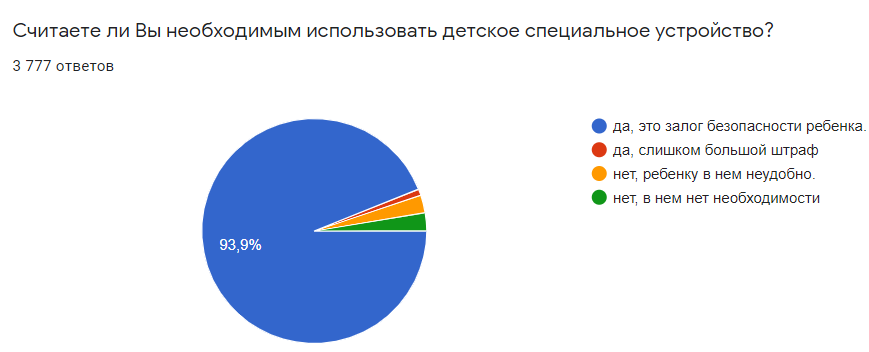 Считаете ли Вы необходимым использовать детское специальное устройство?
3 777 ответов
да, это залог безопасности ребенка.
да, слишком большой штраф
нет, ребенку в нем неудобно.
нет, в нем нет необходимости
93,9%